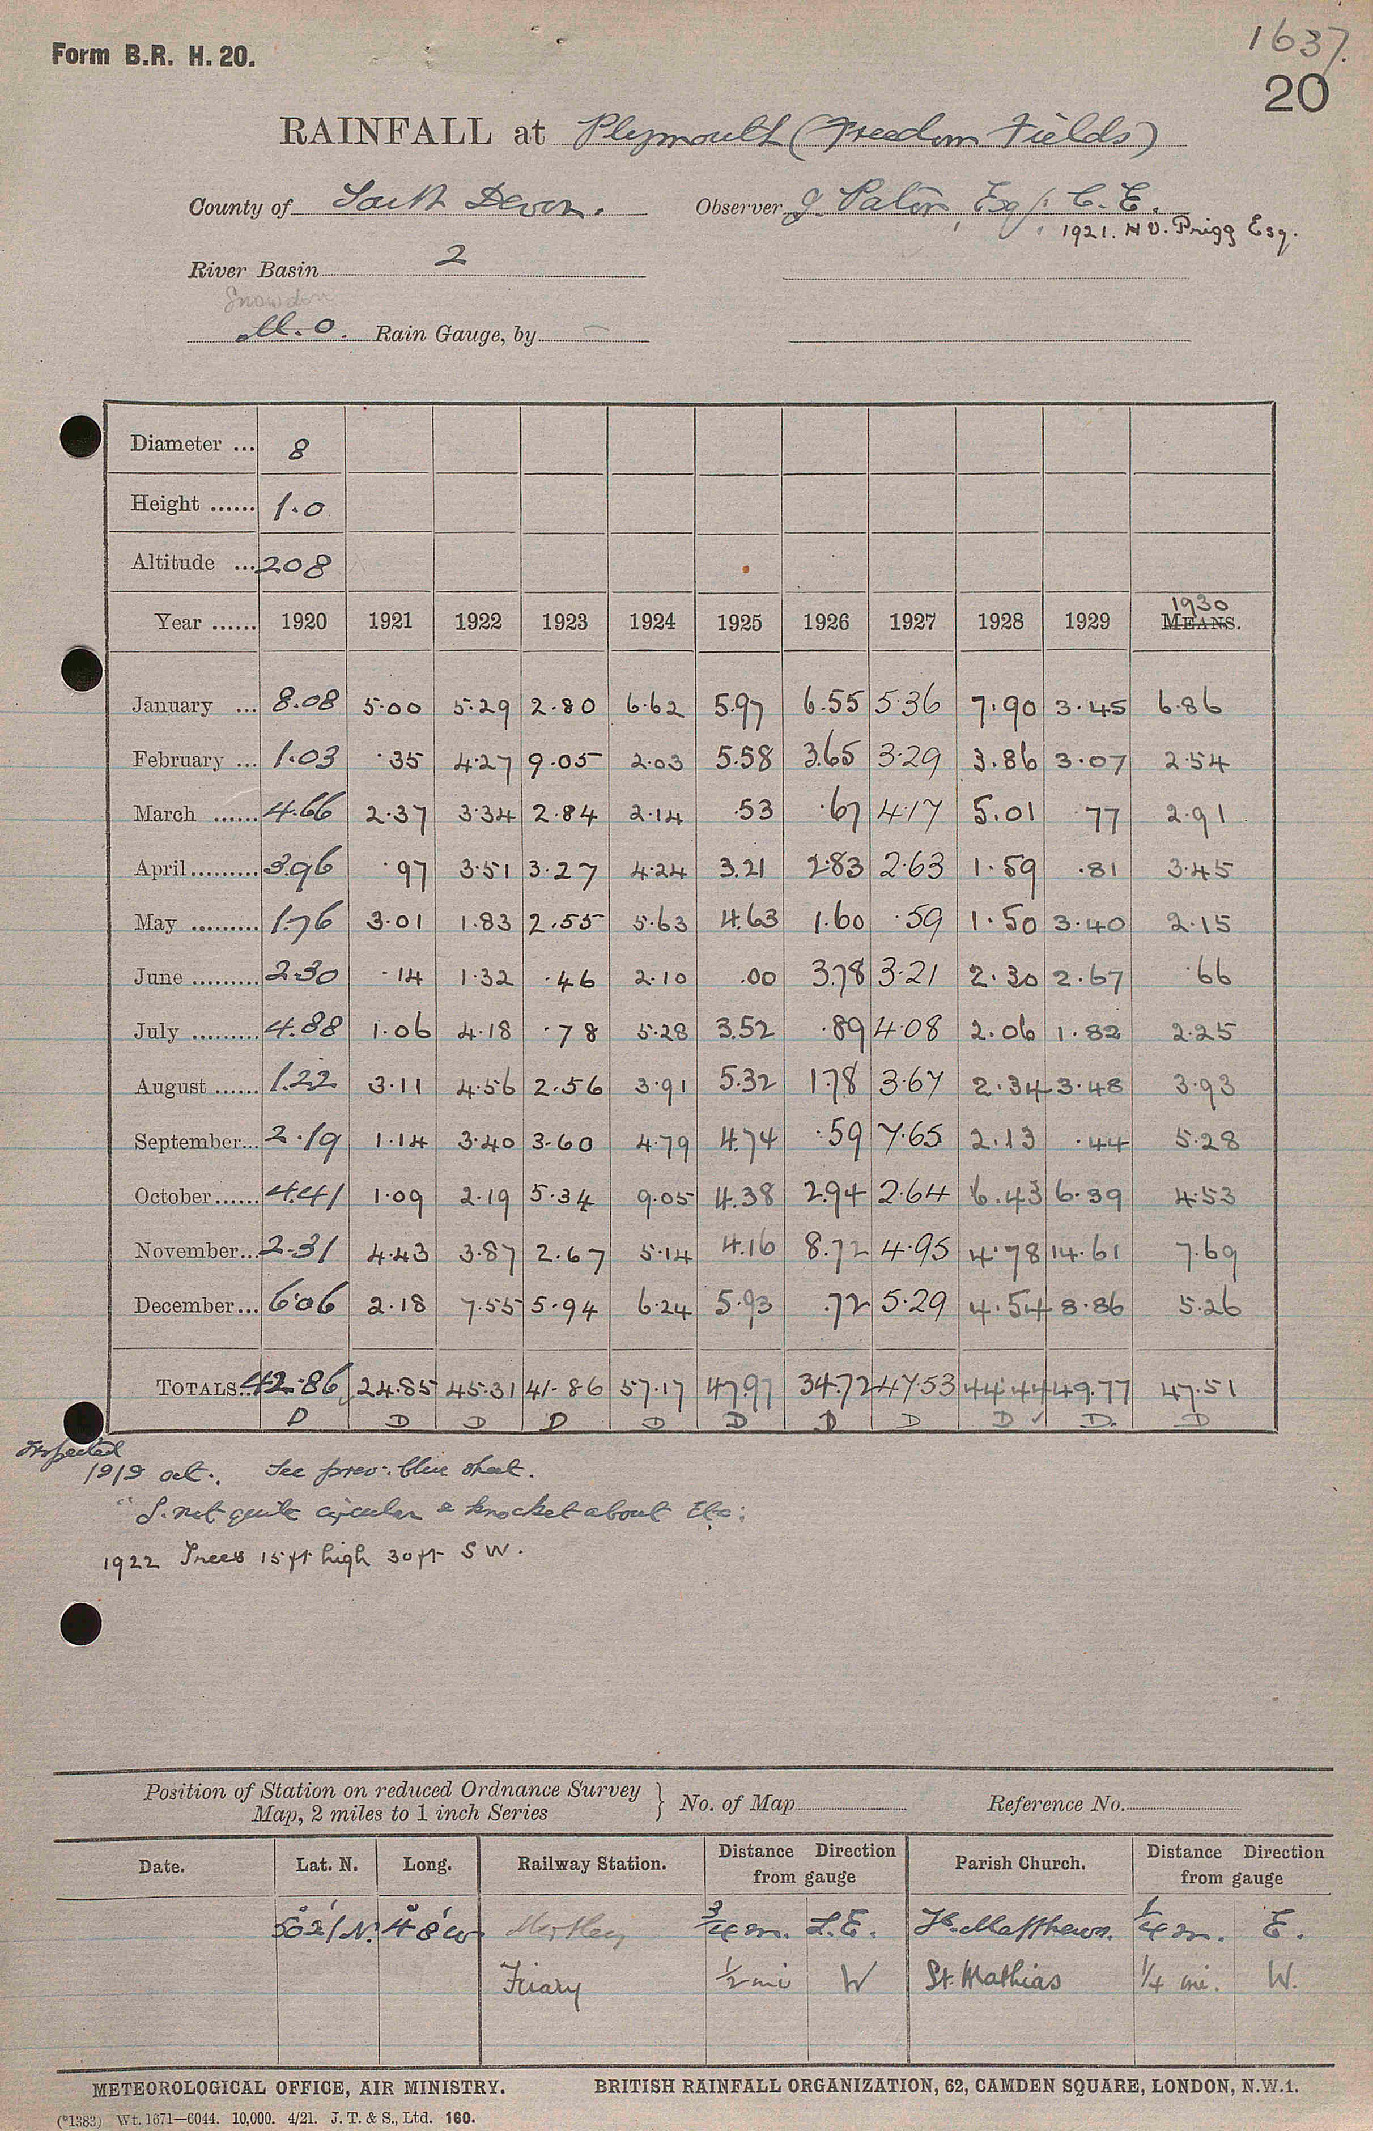 1637.
Form B.R. H. 20.
20
RAINFALL at Plymouth (Freedom Fields)
County of South Devon. Observer J. Paton, Esq., C.E.
1921. H.V. Prigg Esq.
River Basin 2
Snowdon
M.O. Rain Gauge, by
Diameter ... 8
Height ...... 1.0
Altitude ... 208
1930
Year ...... 1920 1921 1922 1923 1924 1925 1926 1927 1928 1929 MEANS.
January ... 8.08 5.00 5.29 2.80 6.62 5.97 6.55 5.36 7.90 3.45 6.86
February ... 1.03 .35 4.27 9.05 2.03 5.58 3.65 3.29 3.86 3.07 2.54
March ...... 4.66 2.37 3.34 2.84 2.14 .53 .67 4.17 5.01 .77 2.91
April......... 3.96 .97 3.51 3.27 4.24 3.21 2.83 2.63 1.59 .81 3.45
May ......... 1.76 3.01 1.83 2.55 5.63 4.63 1.60 .59 1.50 3.40 2.15
June ......... 2.30 .14 1.32 .46 2.10 .00 3.78 3.21 2.30 2.67 .66
July ......... 4.88 1.06 4.18 .78 5.28 3.52 .89 4.08 2.06 1.82 2.25
August ...... 1.22 3.11 4.56 2.56 3.91 5.32 1.78 3.67 2.34 3.48 3.93
September... 2.19 1.14 3.40 3.60 4.79 4.74 .59 7.65 2.13 .44 5.28
October...... 4.41 1.09 2.19 5.34 9.05 4.38 2.94 2.64 6.43 6.39 4.53
November... 2.31 4.43 3.87 2.67 5.14 4.16 8.72 4.95 4.78 14.61 7.69
December... 6.06 2.18 7.55 5.94 6.24 5.93 .72 5.29 4.54 8.86 5.26
TOTALS... 42.86 24.85 45.31 41.86 57.17 47.97 34.72 47.53 44.44 49.77 47.51
D D D D D D D D D ✓ D. D
Inspected
1919 oct. See prev. blue sheet.
" S. not quite circular & knocket about Etc:
1922 Trees 15ft high 30ft SW.
Position of Station on reduced Ordnance Survey
Map, 2 miles to 1 inch Series } No. of Map Reference No.
Date. Lat. N. Long. Railway Station. Distance Direction from gauge Parish Church. Distance Direction from gauge
50° 21' N. 4° 8' W 3/4 m. S.E. St. Matthews. 1/4 m. E.
Friary 1/2 mi W St. Mathias 1/4 mi. W.
METEOROLOGICAL OFFICE, AIR MINISTRY. BRITISH RAINFALL ORGANIZATION, 62, CAMDEN SQUARE, LONDON, N.W.1.
(*1383) Wt. 1671—6044. 10,000. 4/21. J. T. & S., Ltd. 160.